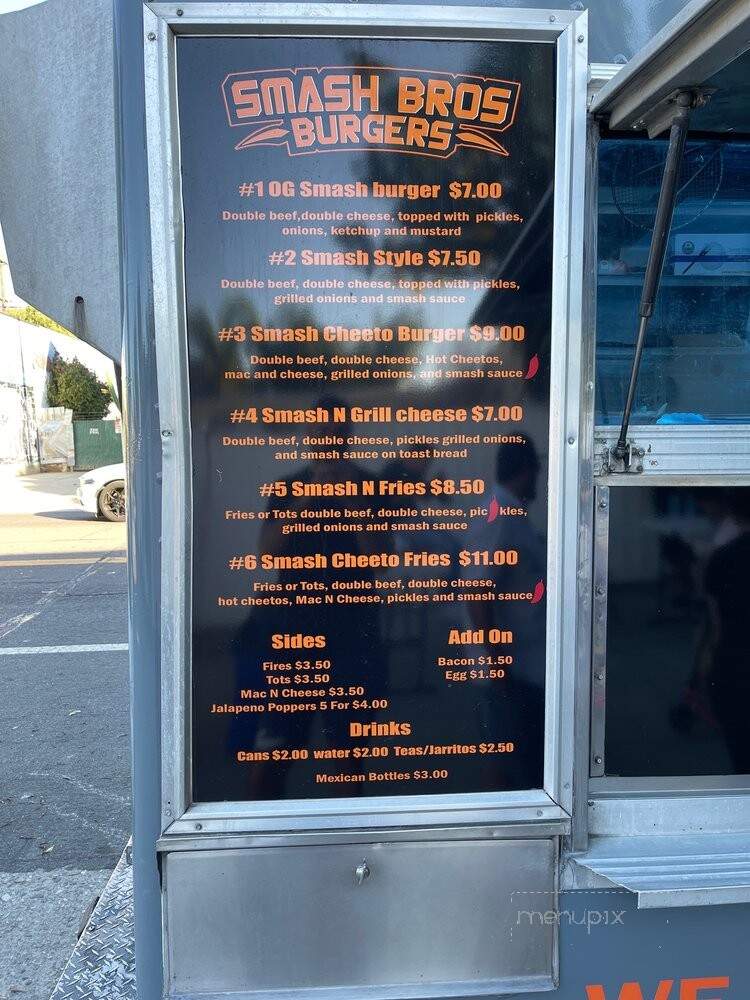 SMASH BROS
BURGERS
#1 OG Smash burger $7.00
Double beef,double cheese, topped with pickles,
onions, ketchup and mustard
#2 Smash Style $7.50
Double beef, double cheese, topped with pickles,
grilled onions and smash sauce
#3 Smash Cheeto Burger $9.00
Double beef, double cheese, Hot Cheetos,
mac and cheese, grilled onions, and smash sauce
#4 Smash N Grill cheese $7.00
Double beef, double cheese, pickles grilled onions,
and smash sauce on toast bread
#5 Smash N Fries $8.50
Fries or Tots double beef, double cheese, pic kles,
grilled onions and smash sauce
#6 Smash Cheeto Fries $11.00
Fries or Tots, double beef, double cheese,
hot cheetos, Mac N Cheese, pickles and smash sauce
Sides
Fires $3.50
Tots $3.50
Mac N Cheese $3.50
Jalapeno Poppers 5 For $4.00
Add On
Bacon $1.50
Egg $1.50
Drinks
Cans $2.00 water $2.00 Teas/Jarritos $2.50
Mexican Bottles $3.00
menupix
WE